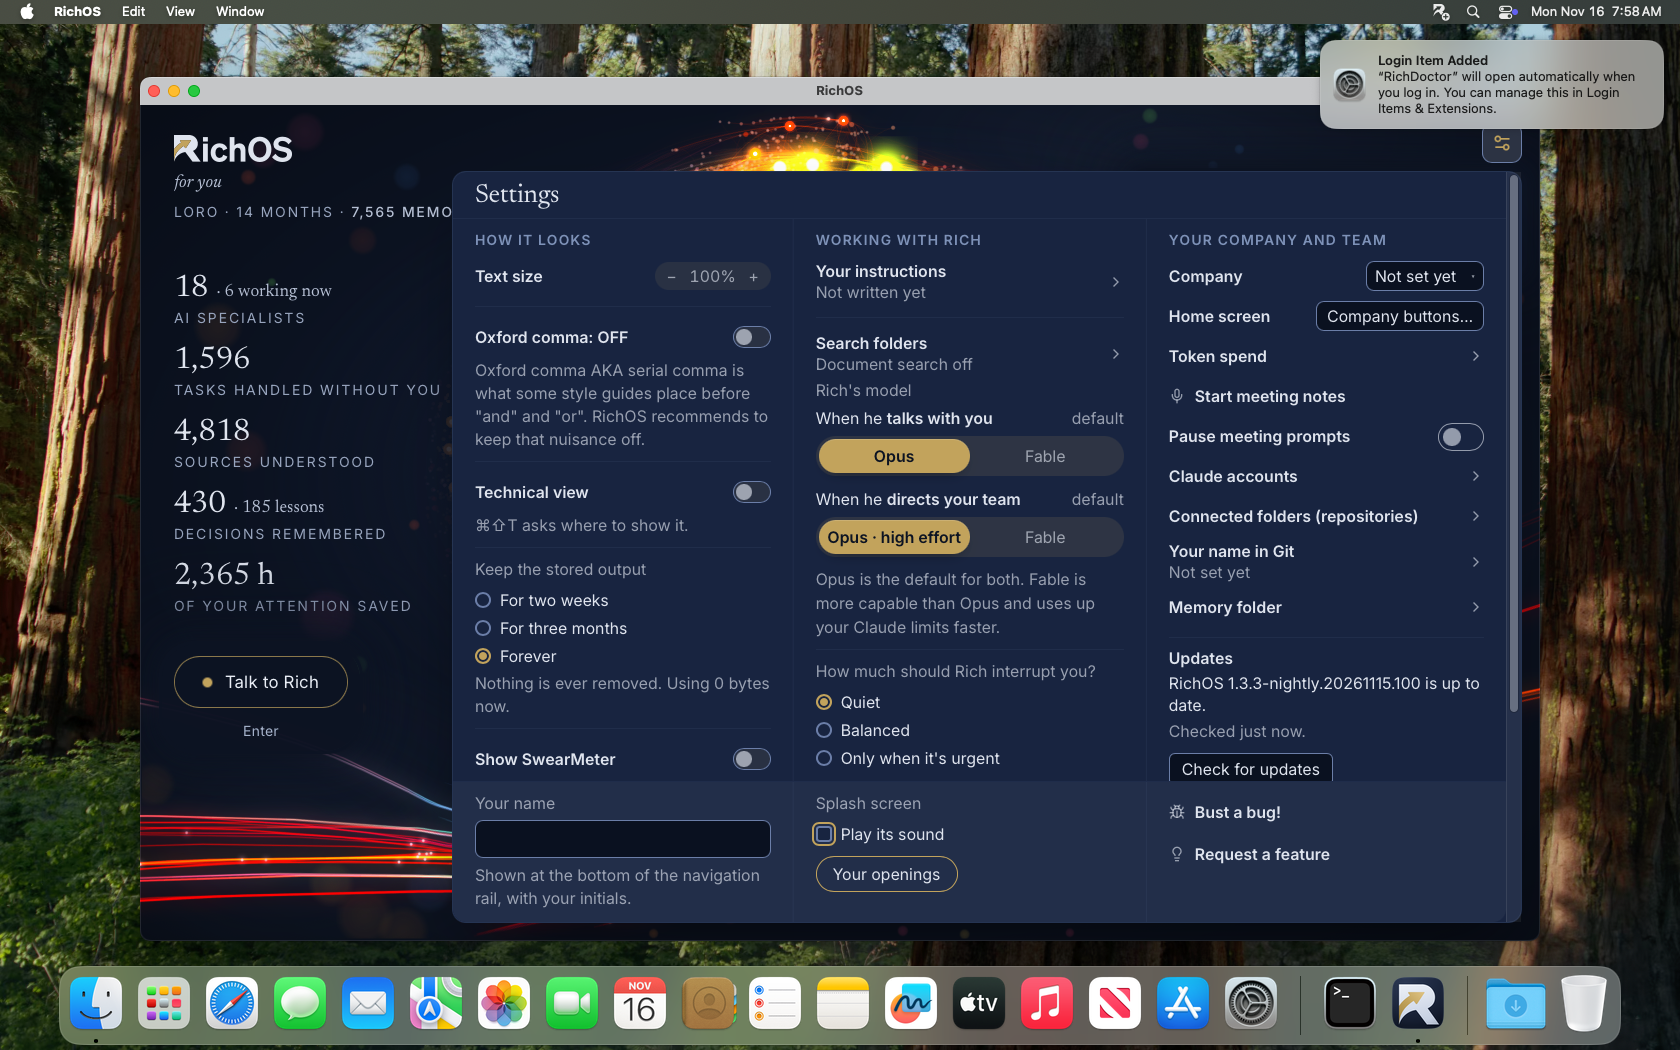 RichOS Edit View Window
Mon Nov 16 7:58 AM
Login Item Added
“RichDoctor” will open automatically when
you log in. You can manage this in Login
Items & Extensions.
RichOS
RichOS
for you
LORO · 14 MONTHS · 7,565 MEMO
18 · 6 working now
AI SPECIALISTS
1,596
TASKS HANDLED WITHOUT YOU
4,818
SOURCES UNDERSTOOD
430 · 185 lessons
DECISIONS REMEMBERED
2,365 h
OF YOUR ATTENTION SAVED
Talk to Rich
Enter
Settings
HOW IT LOOKS
Text size
− 100% +
Oxford comma: OFF
Oxford comma AKA serial comma is
what some style guides place before
"and" and "or". RichOS recommends to
keep that nuisance off.
Technical view
⌘⇧T asks where to show it.
Keep the stored output
For two weeks
For three months
Forever
Nothing is ever removed. Using 0 bytes
now.
Show SwearMeter
Your name
Shown at the bottom of the navigation
rail, with your initials.
WORKING WITH RICH
Your instructions
Not written yet
Search folders
Document search off
Rich's model
When he talks with you default
Opus Fable
When he directs your team default
Opus · high effort Fable
Opus is the default for both. Fable is
more capable than Opus and uses up
your Claude limits faster.
How much should Rich interrupt you?
Quiet
Balanced
Only when it's urgent
Splash screen
Play its sound
Your openings
YOUR COMPANY AND TEAM
Company Not set yet
Home screen Company buttons...
Token spend
Start meeting notes
Pause meeting prompts
Claude accounts
Connected folders (repositories)
Your name in Git
Not set yet
Memory folder
Updates
RichOS 1.3.3-nightly.20261115.100 is up to
date.
Checked just now.
Check for updates
Bust a bug!
Request a feature
NOV
16
tv